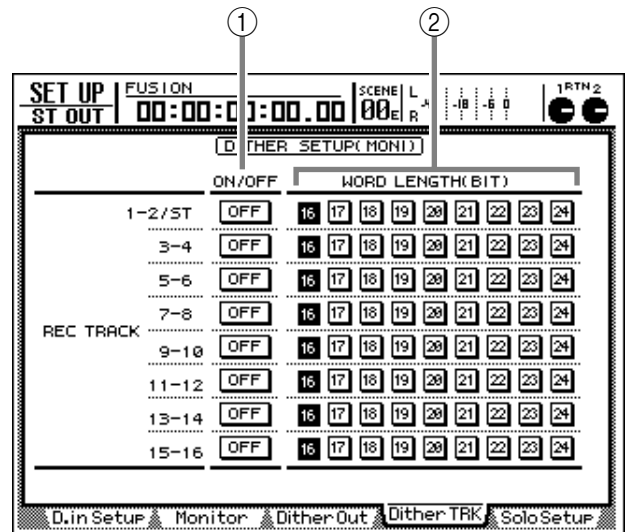 ① ②
SET UP FUSION SCENE L 1 RTN 2
ST OUT 00:00:00:00.00 00E R -18 -6 0
DITHER SETUP(MONI)
ON/OFF WORD LENGTH(BIT)
1-2/ST OFF 16 17 18 19 20 21 22 23 24
3-4 OFF 16 17 18 19 20 21 22 23 24
5-6 OFF 16 17 18 19 20 21 22 23 24
7-8 OFF 16 17 18 19 20 21 22 23 24
REC TRACK
9-10 OFF 16 17 18 19 20 21 22 23 24
11-12 OFF 16 17 18 19 20 21 22 23 24
13-14 OFF 16 17 18 19 20 21 22 23 24
15-16 OFF 16 17 18 19 20 21 22 23 24
D.in Setup Monitor Dither Out Dither TRK Solo Setup